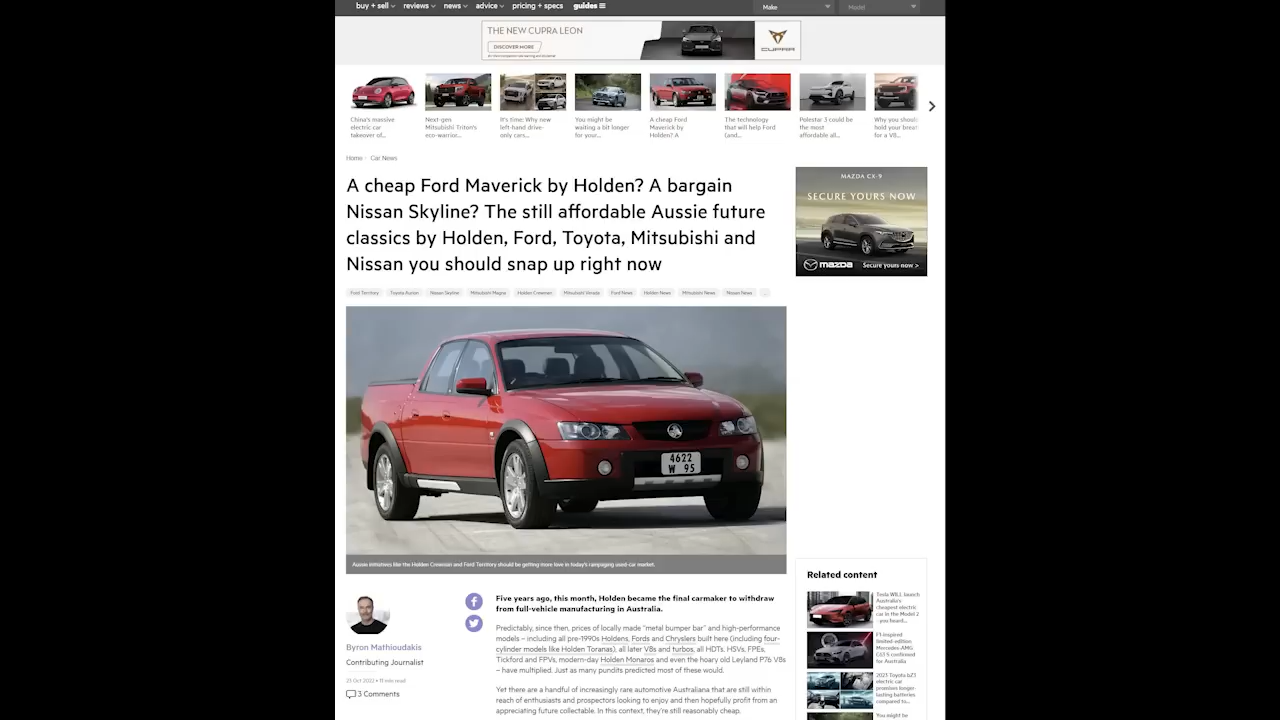 buy + sell
reviews
news
advice
pricing + specs
guides
Make
Model
THE NEW CUPRA LEON
DISCOVER MORE
CUPRA
China's massive
electric car
takeover of...
Next-gen
Mitsubishi Triton's
eco-warrior...
It's time: Why new
left-hand drive-
only cars...
You might be
waiting a bit longer
for your...
A cheap Ford
Maverick by
Holden? A
The technology
that will help Ford
(and...
Polestar 3 could be
the most
affordable all...
Why you should
hold your breath
for a V8...
Home
Car News
A cheap Ford Maverick by Holden? A bargain
Nissan Skyline? The still affordable Aussie future
classics by Holden, Ford, Toyota, Mitsubishi and
Nissan you should snap up right now
MAZDA CX-9
SECURE YOURS NOW
mazda
Secure yours now >
Ford Territory
Toyota Aurion
Nissan Skyline
Mitsubishi Magna
Holden Crewman
Mitsubishi Verada
Ford News
Holden News
Mitsubishi News
Nissan News
...
4622
W 95
Aussie initiatives like the Holden Crewman and Ford Territory should be getting more love in today's rampaging used-car market.
Byron Mathioudakis
Contributing Journalist
23 Oct 2022 • 11 min read
3 Comments
Five years ago, this month, Holden became the final carmaker to withdraw
from full-vehicle manufacturing in Australia.
Predictably, since then, prices of locally made "metal bumper bar" and high-performance
models – including all pre-1990s Holdens, Fords and Chryslers built here (including four-
cylinder models like Holden Toranas), all later V8s and turbos, all HDTs, HSVs, FPEs,
Tickford and FPVs, modern-day Holden Monaros and even the hoary old Leyland P76 V8s
– have multiplied. Just as many pundits predicted most of these would.
Yet there are a handful of increasingly rare automotive Australiana that are still within
reach of enthusiasts and prospectors looking to enjoy and then hopefully profit from an
appreciating future collectable. In this context, they're still reasonably cheap.
Related content
Tesla WILL launch
Australia's
cheapest electric
car in the Model 2
- you heard...
F1-inspired
limited-edition
Mercedes-AMG
G63 S confirmed
for Australia
2023 Toyota bZ3
electric car
promises longer-
lasting batteries
compared to...
You might be